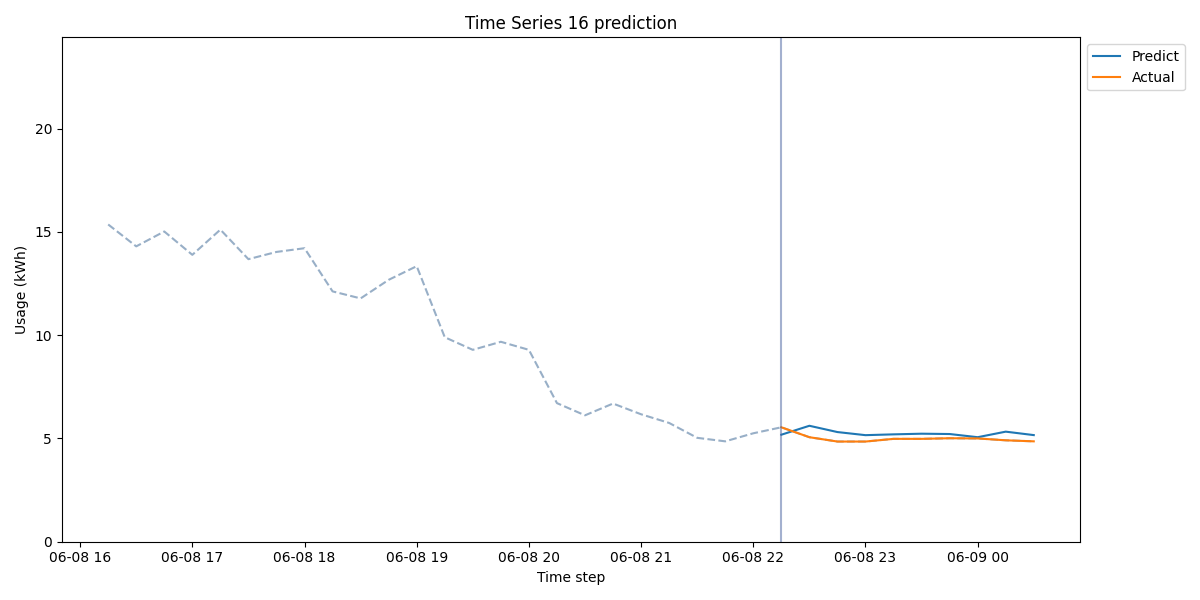 Time Series 16 prediction
Predict
Actual
20
15
10
5
0
Usage (kWh)
06-08 16
06-08 17
06-08 18
06-08 19
06-08 20
06-08 21
06-08 22
06-08 23
06-09 00
Time step